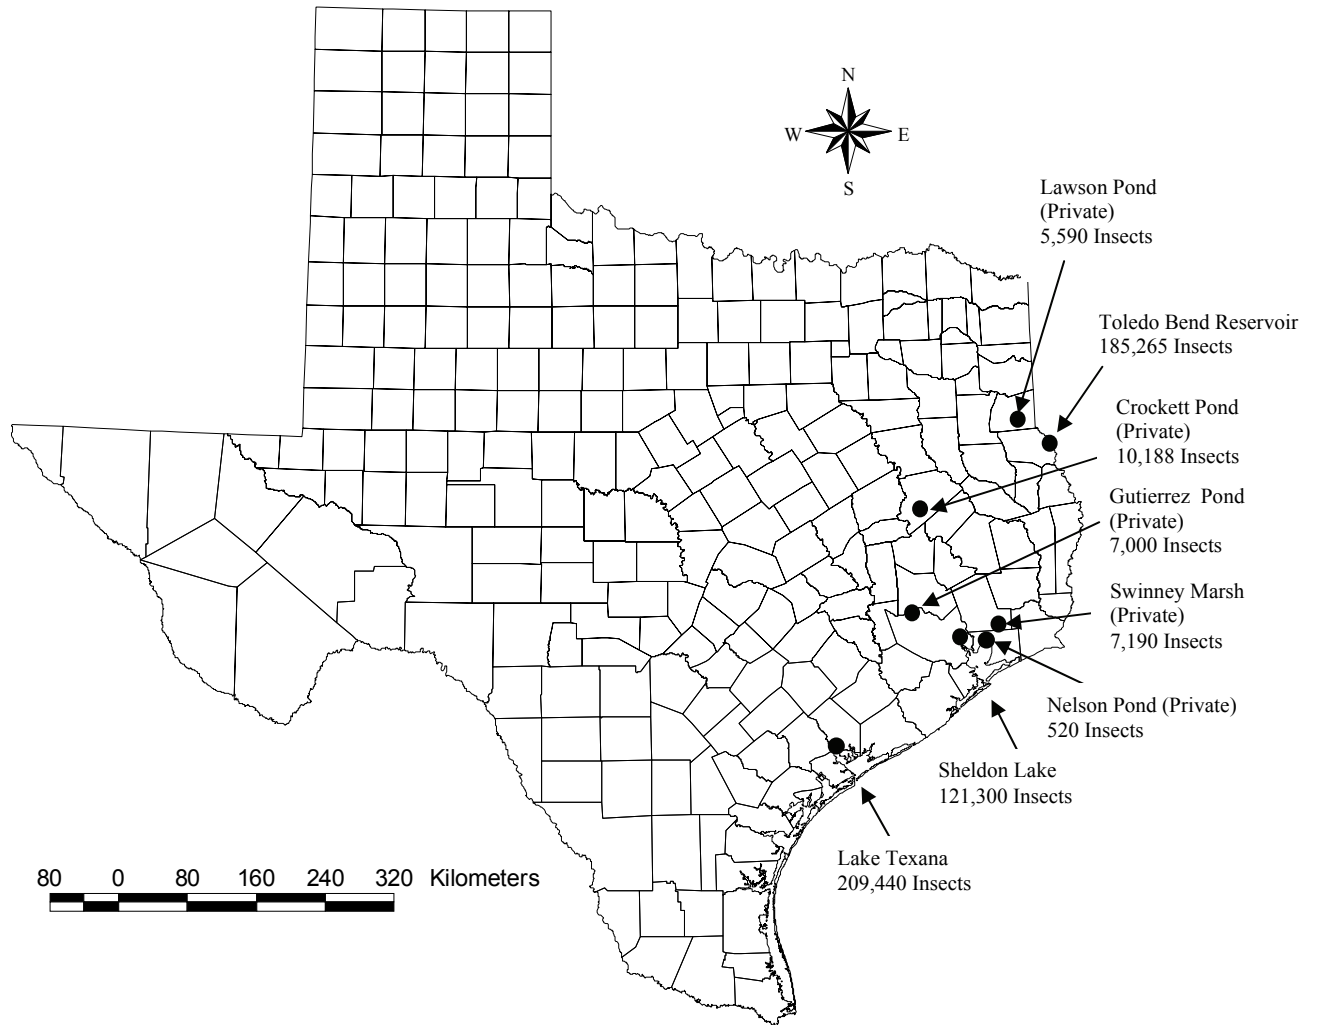 N
W
E
S
Lawson Pond
(Private)
5,590 Insects
Toledo Bend Reservoir
185,265 Insects
Crockett Pond
(Private)
10,188 Insects
Gutierrez Pond
(Private)
7,000 Insects
Swinney Marsh
(Private)
7,190 Insects
Nelson Pond (Private)
520 Insects
Sheldon Lake
121,300 Insects
Lake Texana
209,440 Insects
80 0 80 160 240 320 Kilometers